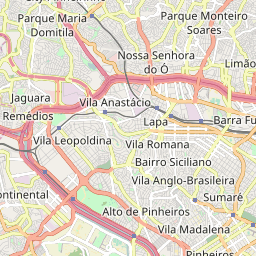 Parque Maria
Domitila
Parque Monteiro
Soares
Nossa Senhora
do Ó
Limão
Jaguara
Vila Anastácio
Remédios
Lapa
Barra Fu
Vila Leopoldina
Vila Romana
Bairro Siciliano
Vila Anglo-Brasileira
ontinental
Sumaré
Alto de Pinheiros
Vila Madalena
Pinheiros